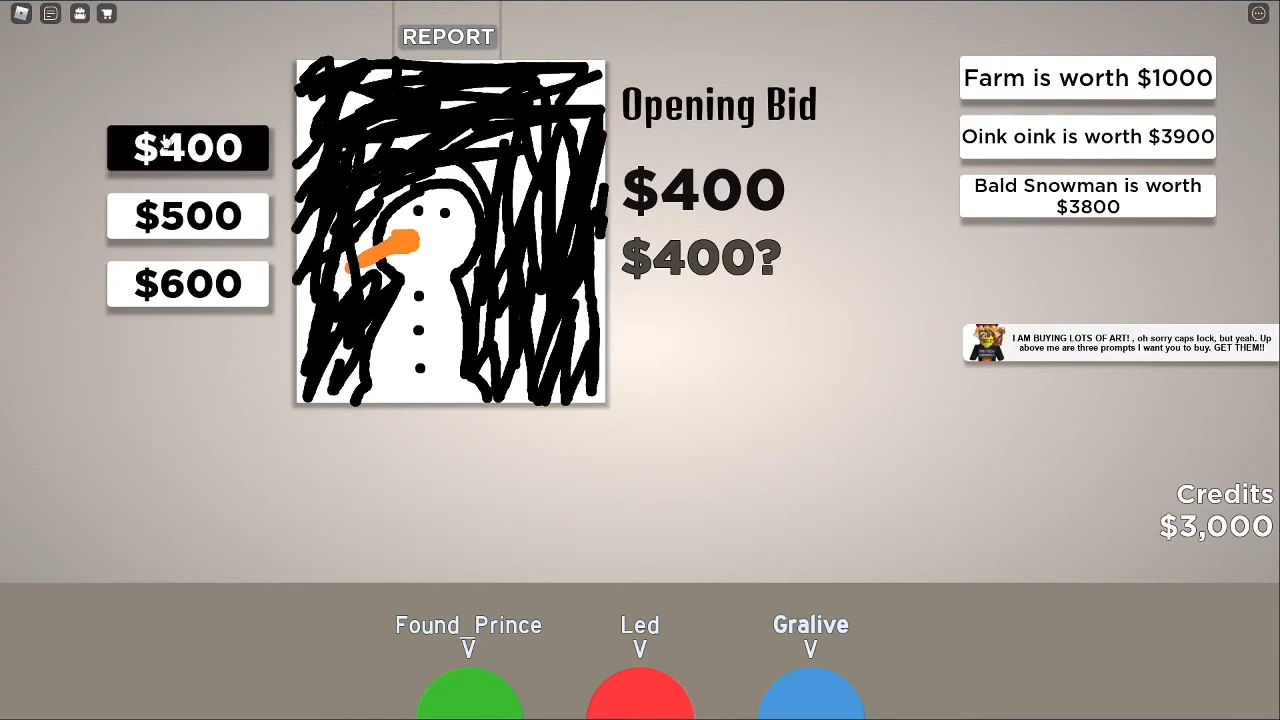 REPORT
$400
$500
$600
Opening Bid
$400
$400?
Farm is worth $1000
Oink oink is worth $3900
Bald Snowman is worth
$3800
I AM BUYING LOTS OF ART! , oh sorry caps lock, but yeah. Up
above me are three prompts I want you to buy. GET THEM!!
Credits
$3,000
Found_Prince
V
Led
V
Gralive
V